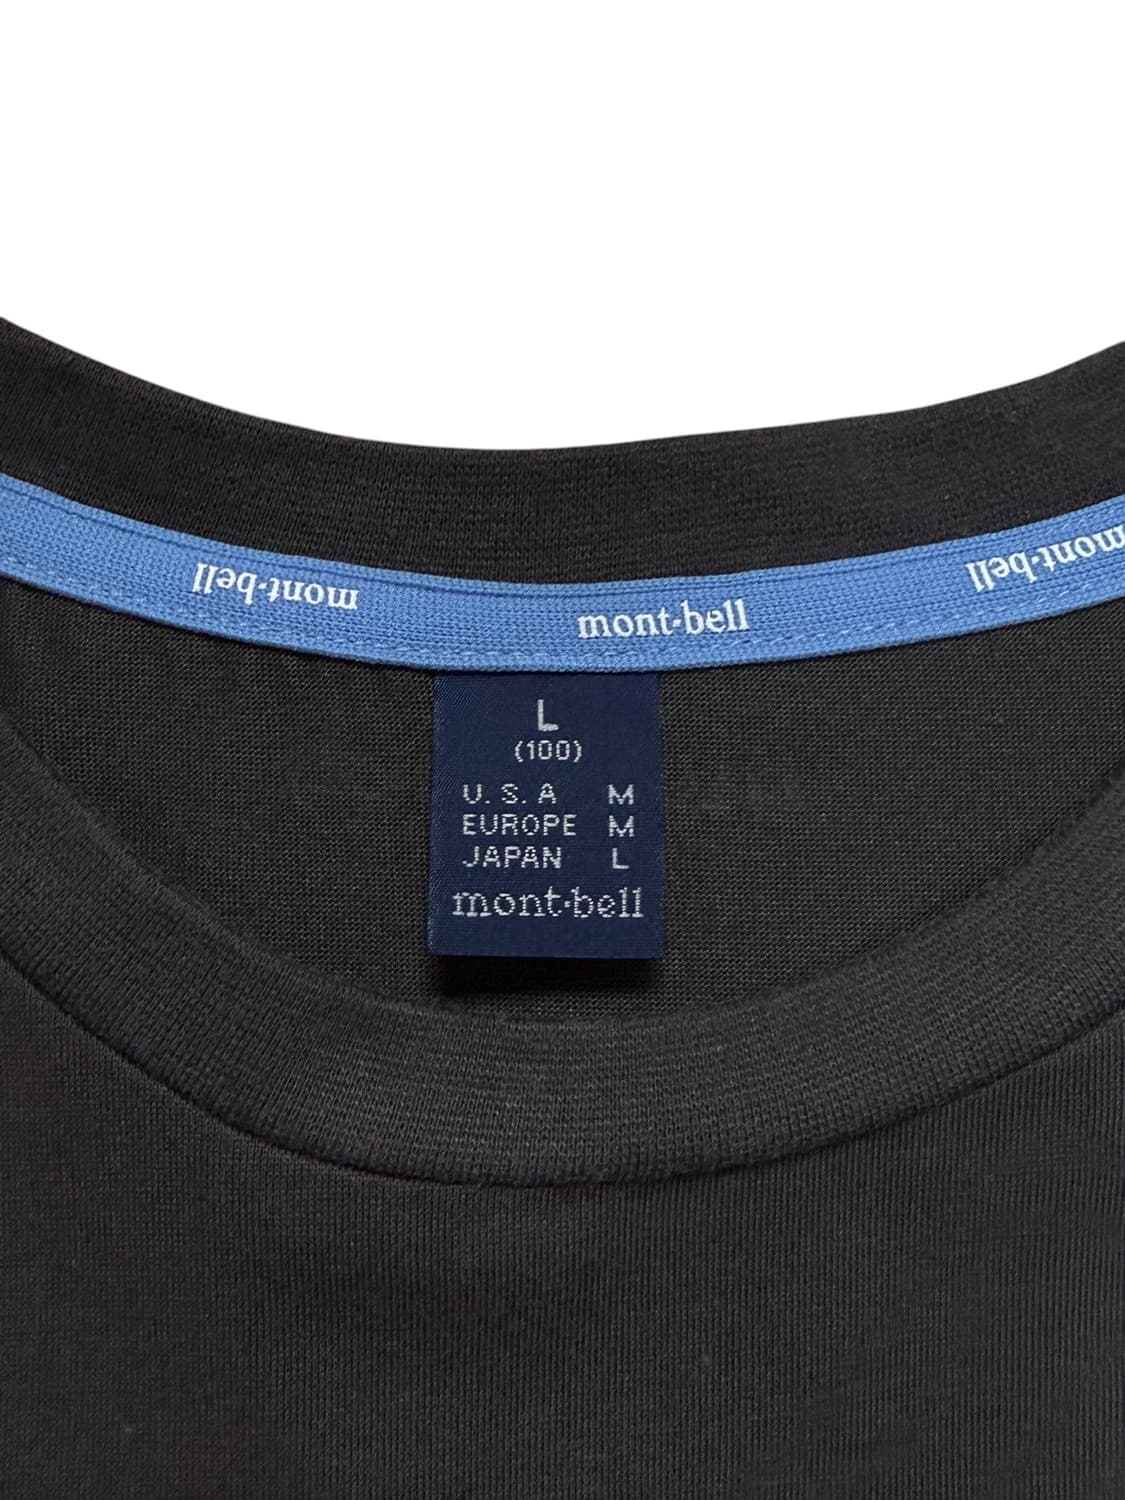 mont·bell
mont·bell
mont·bell
L
(100)
U.S.A M
EUROPE M
JAPAN L
mont·bell